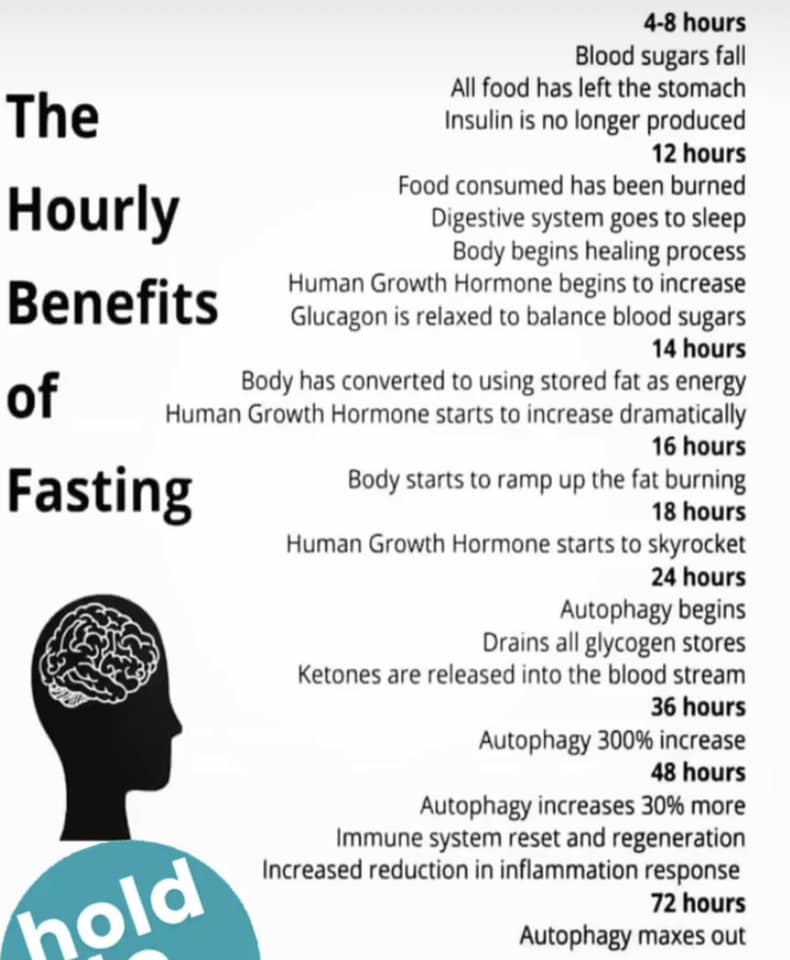 The
Hourly
Benefits
of
Fasting
4-8 hours
Blood sugars fall
All food has left the stomach
Insulin is no longer produced
12 hours
Food consumed has been burned
Digestive system goes to sleep
Body begins healing process
Human Growth Hormone begins to increase
Glucagon is relaxed to balance blood sugars
14 hours
Body has converted to using stored fat as energy
Human Growth Hormone starts to increase dramatically
16 hours
Body starts to ramp up the fat burning
18 hours
Human Growth Hormone starts to skyrocket
24 hours
Autophagy begins
Drains all glycogen stores
Ketones are released into the blood stream
36 hours
Autophagy 300% increase
48 hours
Autophagy increases 30% more
Immune system reset and regeneration
Increased reduction in inflammation response
72 hours
Autophagy maxes out
hold